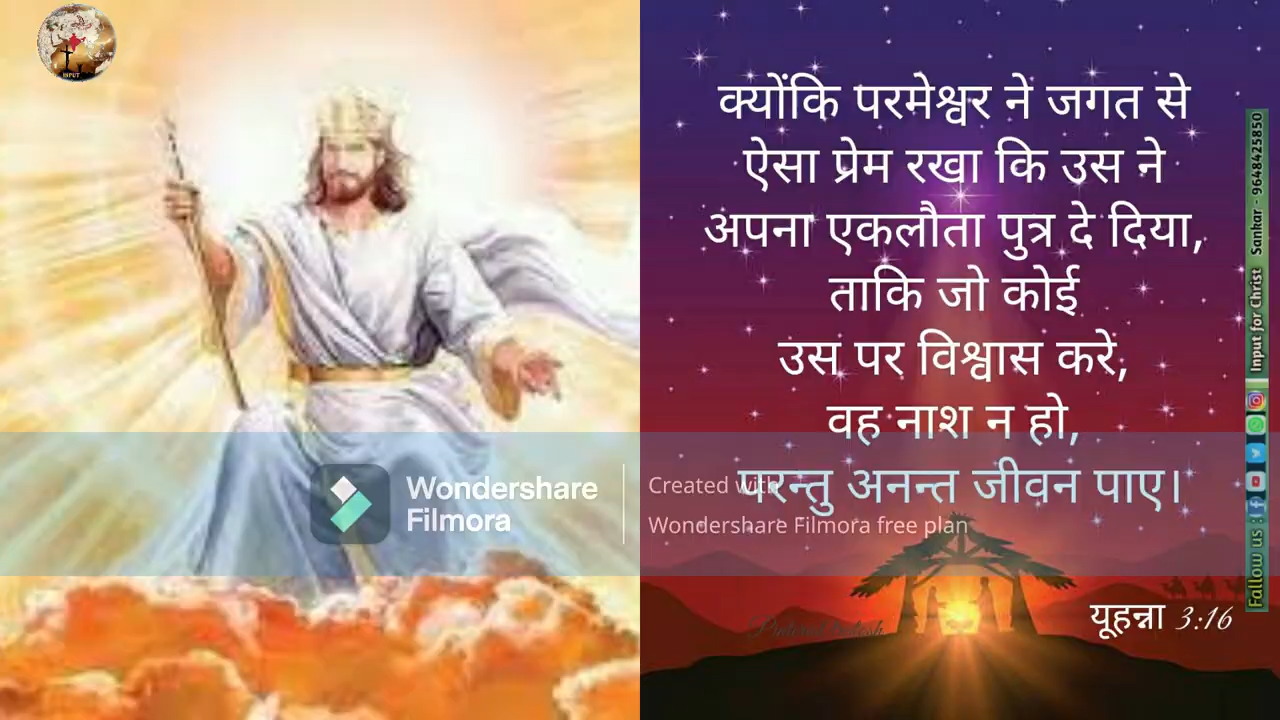 INPUT
क्योंकि परमेश्वर ने जगत से
ऐसा प्रेम रखा कि उस ने
अपना एकलौता पुत्र दे दिया,
ताकि जो कोई
उस पर विश्वास करे,
वह नाश न हो,
परन्तु अनन्त जीवन पाए।
यूहन्ना 3:16
Wondershare
Filmora
Created with
Wondershare Filmora free plan
Fallow us : Input for Christ Sankar - 9648425850